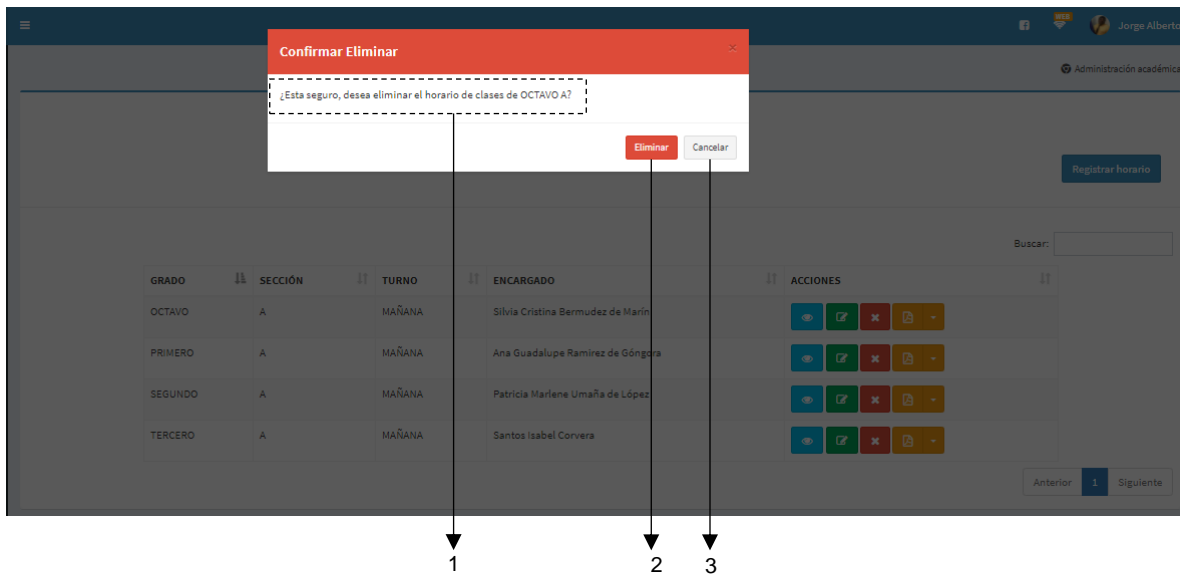 WEB
Jorge Alberto
Confirmar Eliminar
×
Administración académica
¿Esta seguro, desea eliminar el horario de clases de OCTAVO A?
Eliminar Cancelar
Registrar horario
Buscar:
GRADO SECCIÓN TURNO ENCARGADO ACCIONES
OCTAVO A MAÑANA Silvia Cristina Bermudez de Marín
PRIMERO A MAÑANA Ana Guadalupe Ramirez de Góngora
SEGUNDO A MAÑANA Patricia Marlene Umaña de López
TERCERO A MAÑANA Santos Isabel Corvera
Anterior 1 Siguiente
1 2 3